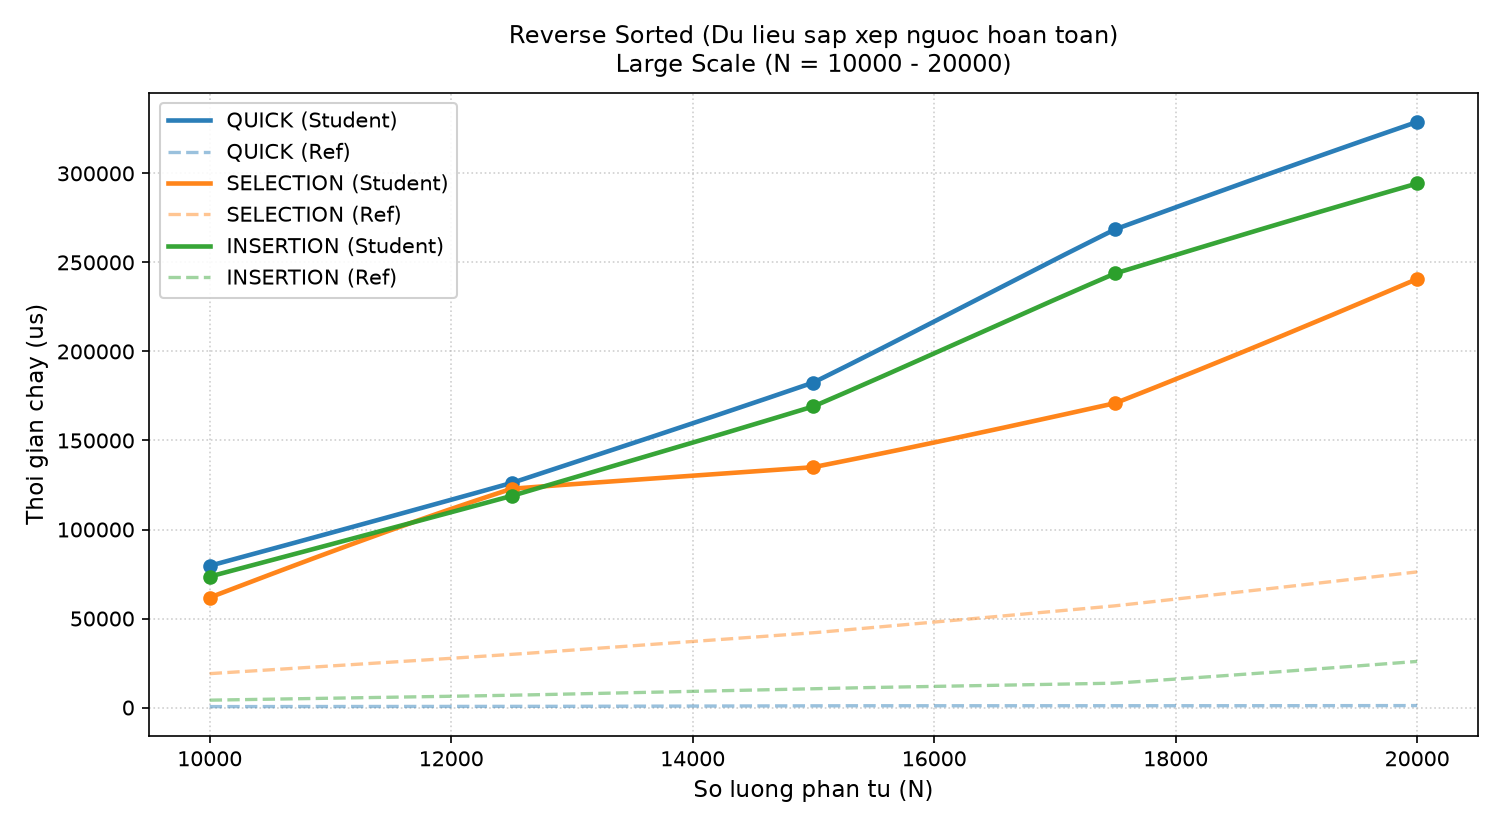 Reverse Sorted (Du lieu sap xep nguoc hoan toan)
Large Scale (N = 10000 - 20000)
QUICK (Student)
QUICK (Ref)
SELECTION (Student)
SELECTION (Ref)
INSERTION (Student)
INSERTION (Ref)
Thoi gian chay (us)
300000
250000
200000
150000
100000
50000
0
10000 12000 14000 16000 18000 20000
So luong phan tu (N)